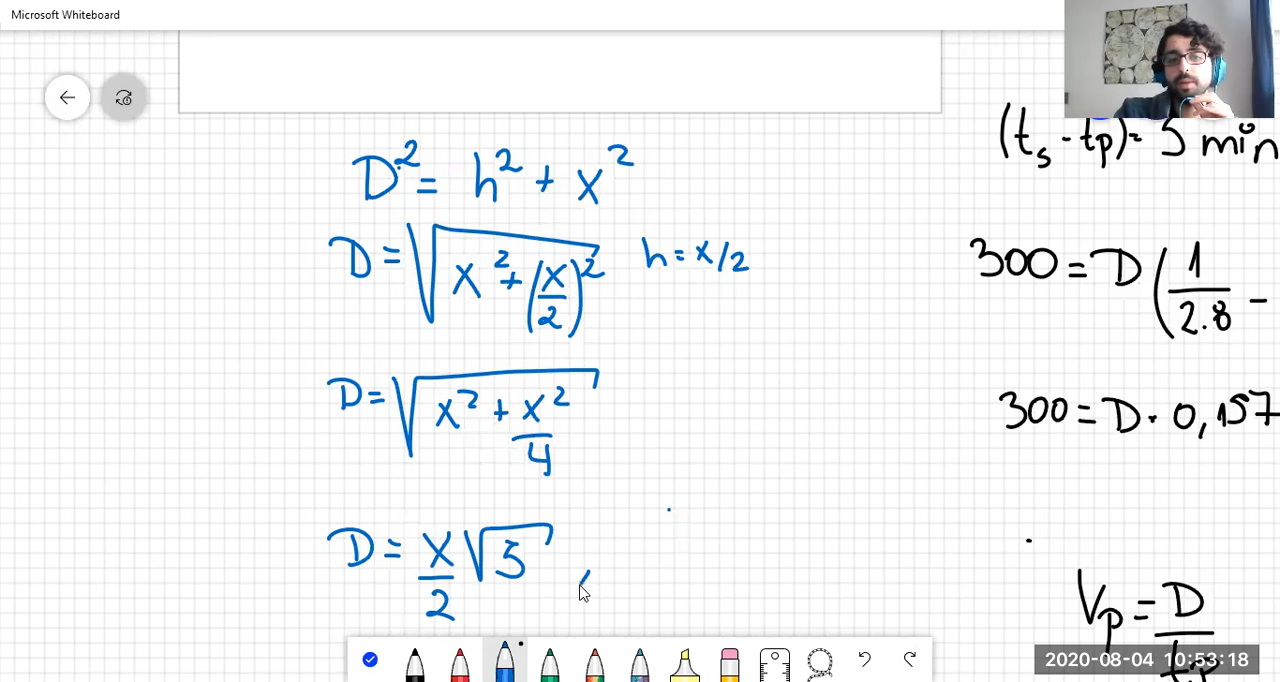 Microsoft Whiteboard
D² = h² + x²
D = √(x² + (x/2)²) h = x/2
D = √(x² + x²/4)
D = x/2 √5
(ts - tp) = 5 min
300 = D (1/2.8 -
300 = D · 0,157
Vp = D/tp
2020-08-04 10:53:18